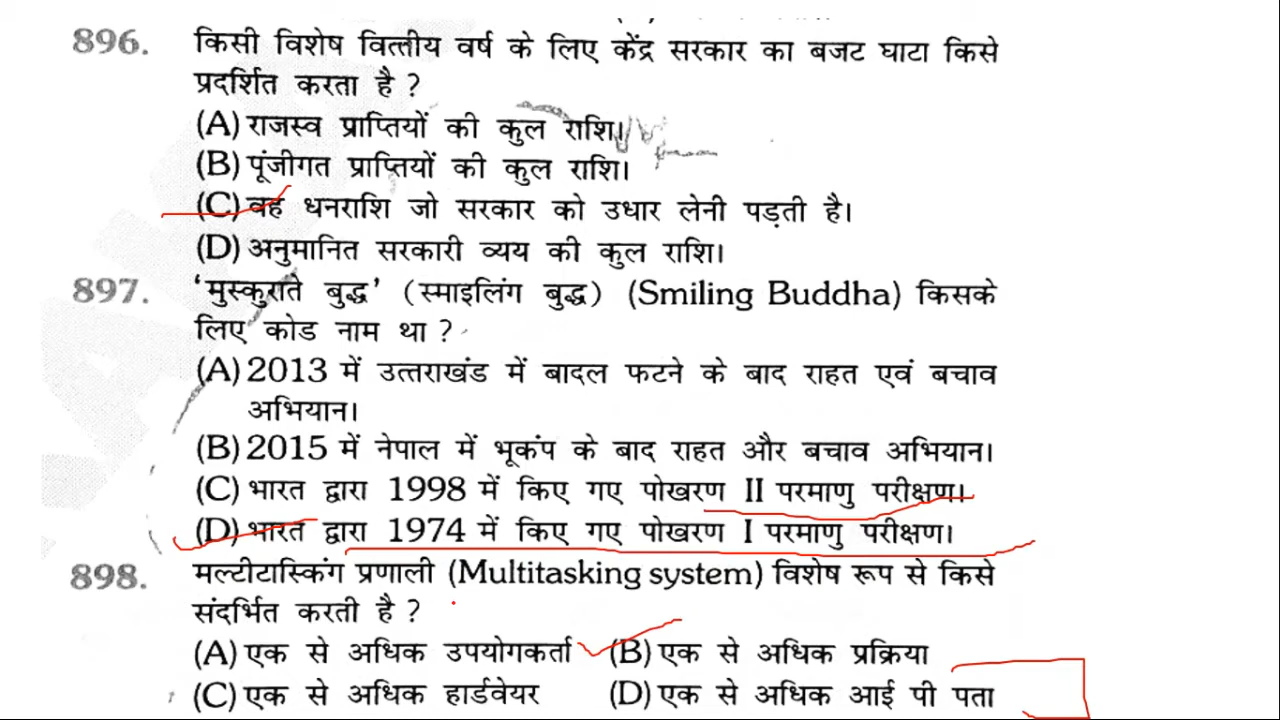 896. किसी विशेष वित्तीय वर्ष के लिए केंद्र सरकार का बजट घाटा किसे
प्रदर्शित करता है ?
(A) राजस्व प्राप्तियों की कुल राशि।
(B) पूंजीगत प्राप्तियों की कुल राशि।
(C) वह धनराशि जो सरकार को उधार लेनी पड़ती है।
(D) अनुमानित सरकारी व्यय की कुल राशि।
897. 'मुस्कुराते बुद्ध' (स्माइलिंग बुद्ध) (Smiling Buddha) किसके
लिए कोड नाम था ?
(A) 2013 में उत्तराखंड में बादल फटने के बाद राहत एवं बचाव
अभियान।
(B) 2015 में नेपाल में भूकंप के बाद राहत और बचाव अभियान।
(C) भारत द्वारा 1998 में किए गए पोखरण II परमाणु परीक्षण।
(D) भारत द्वारा 1974 में किए गए पोखरण I परमाणु परीक्षण।
898. मल्टीटास्किंग प्रणाली (Multitasking system) विशेष रूप से किसे
संदर्भित करती है ?
(A) एक से अधिक उपयोगकर्ता (B) एक से अधिक प्रक्रिया
(C) एक से अधिक हार्डवेयर (D) एक से अधिक आई पी पता